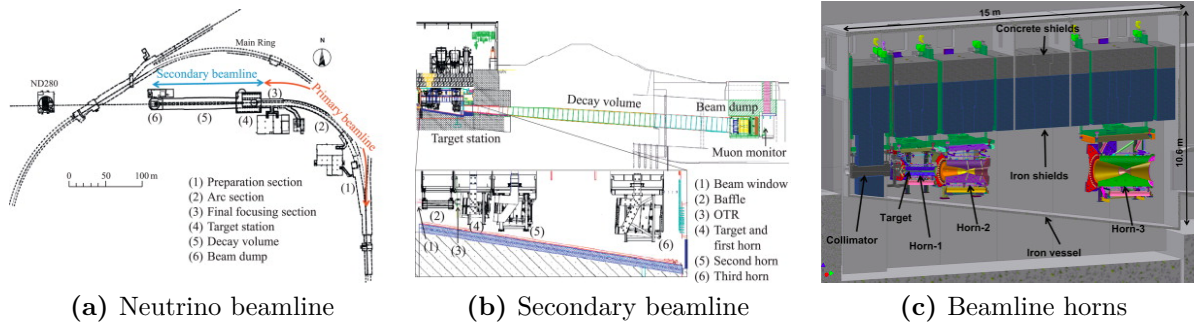 Main Ring
N
ND280
Secondary beamline
Primary beamline
(3)
(6)
(5)
(4)
(2)
(1)
0
50
100 m
(1) Preparation section
(2) Arc section
(3) Final focusing section
(4) Target station
(5) Decay volume
(6) Beam dump
(a) Neutrino beamline
Decay volume
Beam dump
Target station
Muon monitor
(2)
(4)
(5)
(6)
(1)
(3)
(1) Beam window
(2) Baffle
(3) OTR
(4) Target and
first horn
(5) Second horn
(6) Third horn
(b) Secondary beamline
15 m
Concrete shields
10.6 m
Iron shields
Target
Horn-2
Horn-3
Collimator
Horn-1
Iron vessel
(c) Beamline horns